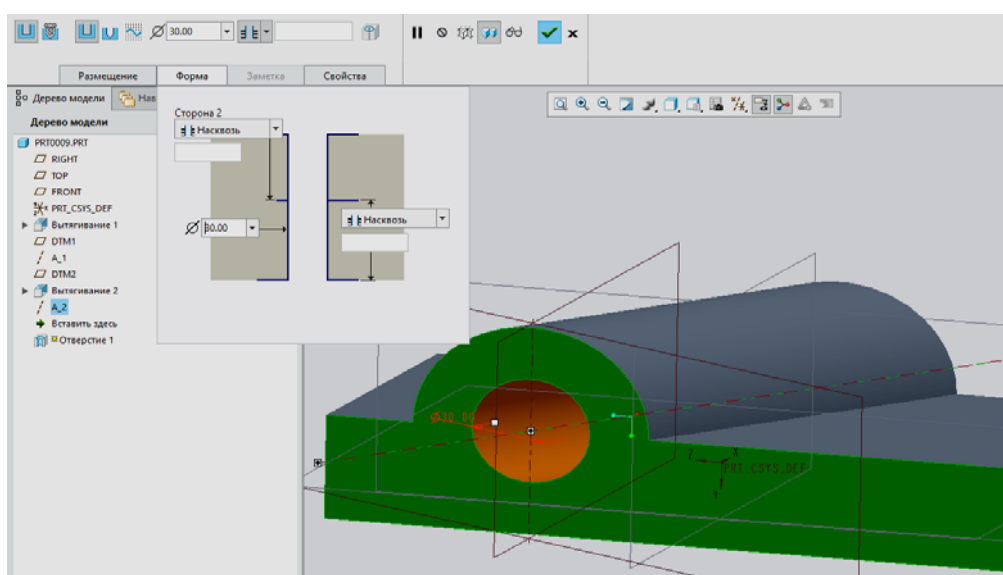 30.00
Размещение
Форма
Заметка
Свойства
Дерево модели
Нав
Дерево модели
PRT0009.PRT
RIGHT
TOP
FRONT
PRT_CSYS_DEF
Вытягивание 1
DTM1
A_1
DTM2
Вытягивание 2
A_2
Вставить здесь
Отверстие 1
Сторона 2
Насквозь
30.00
Насквозь
Z
X
PRT_CSYS_DEF
Y